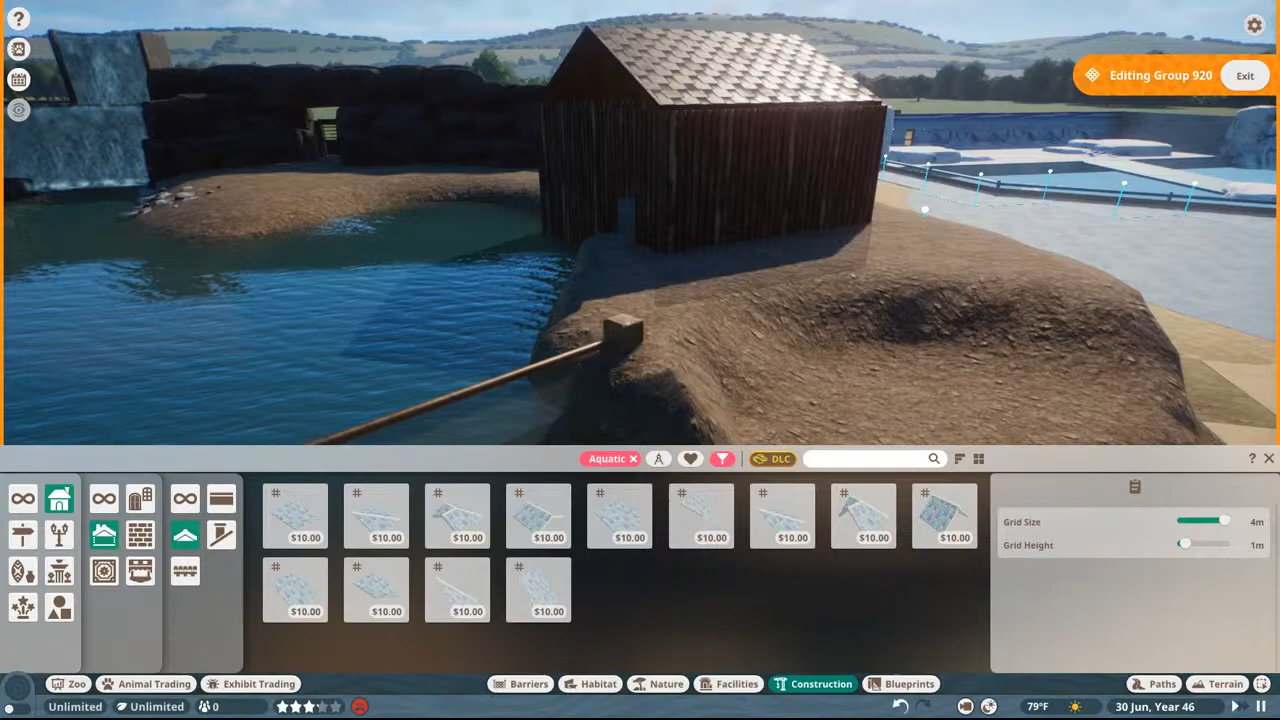 ?
Editing Group 920 Exit
Aquatic × DLC ? ×
$10.00 $10.00 $10.00 $10.00 $10.00 $10.00 $10.00 $10.00 $10.00
Grid Size 4m
Grid Height 1m
$10.00 $10.00 $10.00 $10.00
Zoo Animal Trading Exhibit Trading Barriers Habitat Nature Facilities Construction Blueprints Paths Terrain
Unlimited Unlimited 0 79°F 30 Jun, Year 46